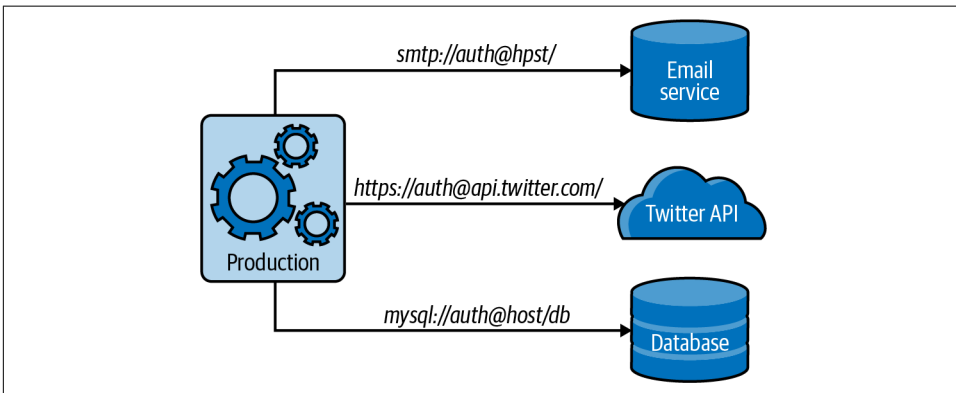 smtp://auth@hpst/
Email
service
https://auth@api.twitter.com/
Twitter API
Production
mysql://auth@host/db
Database